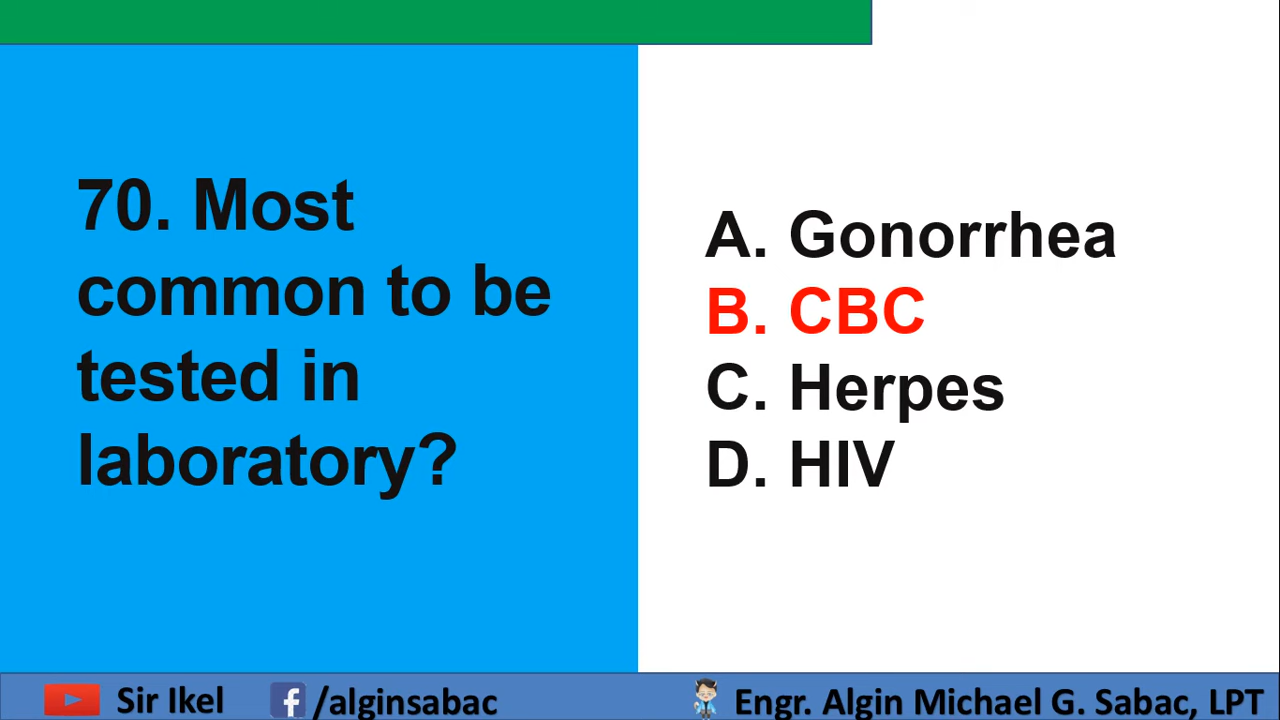 70. Most
common to be
tested in
laboratory?
A. Gonorrhea
B. CBC
C. Herpes
D. HIV
Sir Ikel
/alginsabac
Engr. Algin Michael G. Sabac, LPT